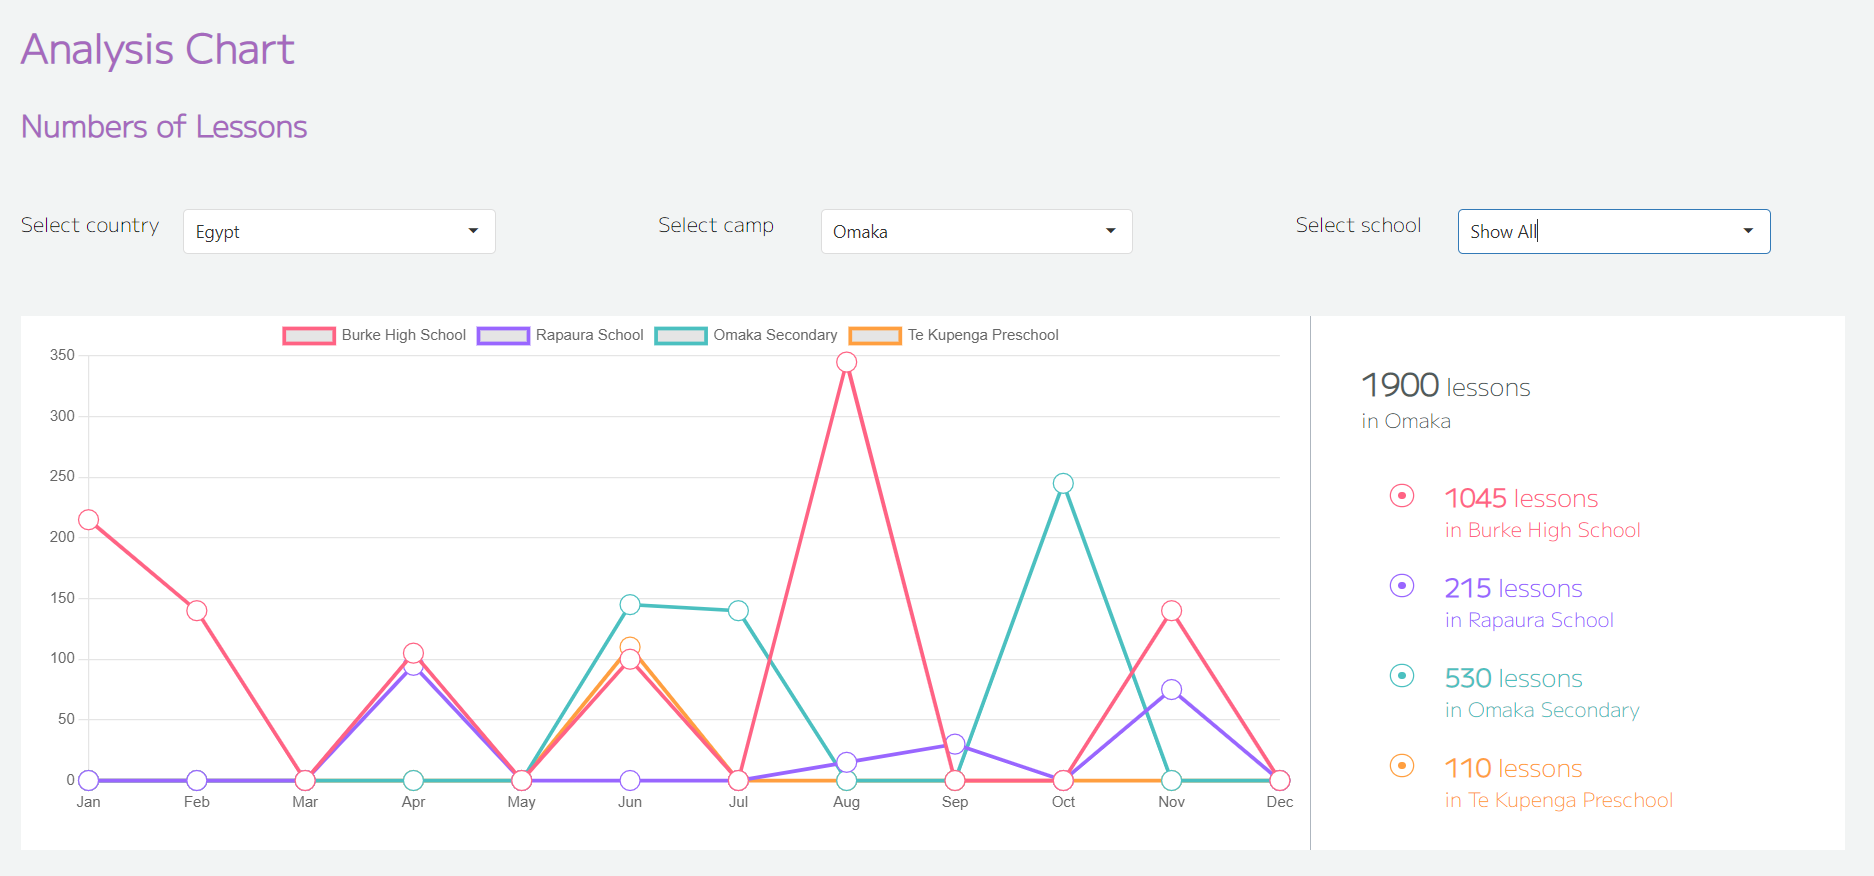 Analysis Chart
Numbers of Lessons
Select country
Egypt
Select camp
Omaka
Select school
Show All
Burke High School
Rapaura School
Omaka Secondary
Te Kupenga Preschool
350
300
250
200
150
100
50
0
Jan
Feb
Mar
Apr
May
Jun
Jul
Aug
Sep
Oct
Nov
Dec
1900 lessons
in Omaka
1045 lessons
in Burke High School
215 lessons
in Rapaura School
530 lessons
in Omaka Secondary
110 lessons
in Te Kupenga Preschool